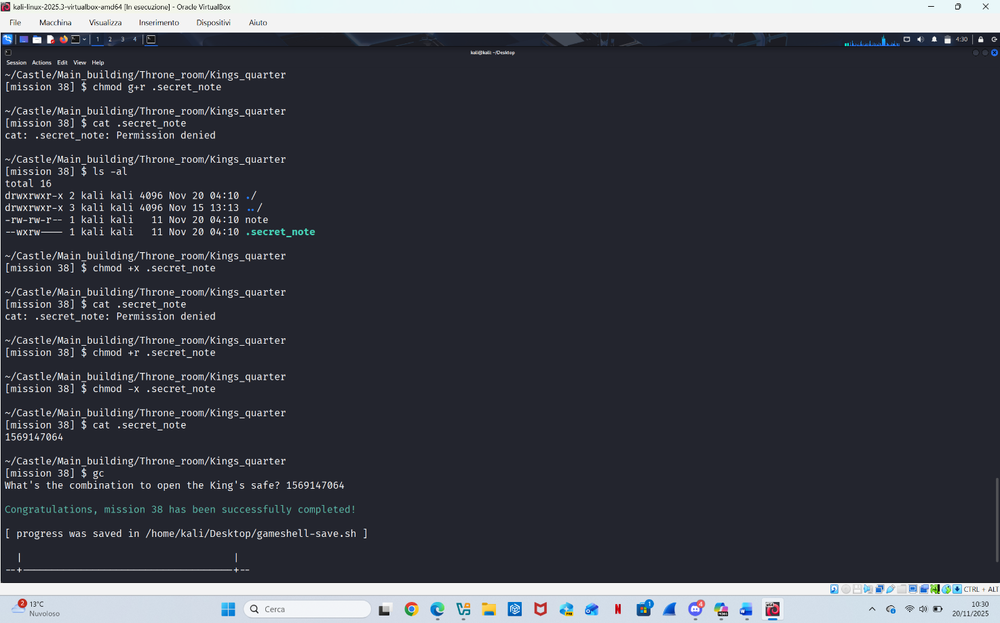 kali-linux-2025.3-virtualbox-amd64 [In esecuzione] - Oracle VirtualBox
File Macchina Visualizza Inserimento Dispositivi Aiuto
1 2 3 4 4:30
kali@kali: ~/Desktop
Session Actions Edit View Help
~/Castle/Main_building/Throne_room/Kings_quarter
[mission 38] $ chmod g+r .secret_note
~/Castle/Main_building/Throne_room/Kings_quarter
[mission 38] $ cat .secret_note
cat: .secret_note: Permission denied
~/Castle/Main_building/Throne_room/Kings_quarter
[mission 38] $ ls -al
total 16
drwxrwxr-x 2 kali kali 4096 Nov 20 04:10 ./
drwxrwxr-x 3 kali kali 4096 Nov 15 13:13 ../
-rw-rw-r-- 1 kali kali   11 Nov 20 04:10 note
--wxrw---- 1 kali kali   11 Nov 20 04:10 .secret_note
~/Castle/Main_building/Throne_room/Kings_quarter
[mission 38] $ chmod +x .secret_note
~/Castle/Main_building/Throne_room/Kings_quarter
[mission 38] $ cat .secret_note
cat: .secret_note: Permission denied
~/Castle/Main_building/Throne_room/Kings_quarter
[mission 38] $ chmod +r .secret_note
~/Castle/Main_building/Throne_room/Kings_quarter
[mission 38] $ chmod -x .secret_note
~/Castle/Main_building/Throne_room/Kings_quarter
[mission 38] $ cat .secret_note
1569147064
~/Castle/Main_building/Throne_room/Kings_quarter
[mission 38] $ gc
What's the combination to open the King's safe? 1569147064
Congratulations, mission 38 has been successfully completed!
[ progress was saved in /home/kali/Desktop/gameshell-save.sh ]
CTRL + ALT
2 13°C
Nuvoloso
Cerca
1
4
10:30
20/11/2025